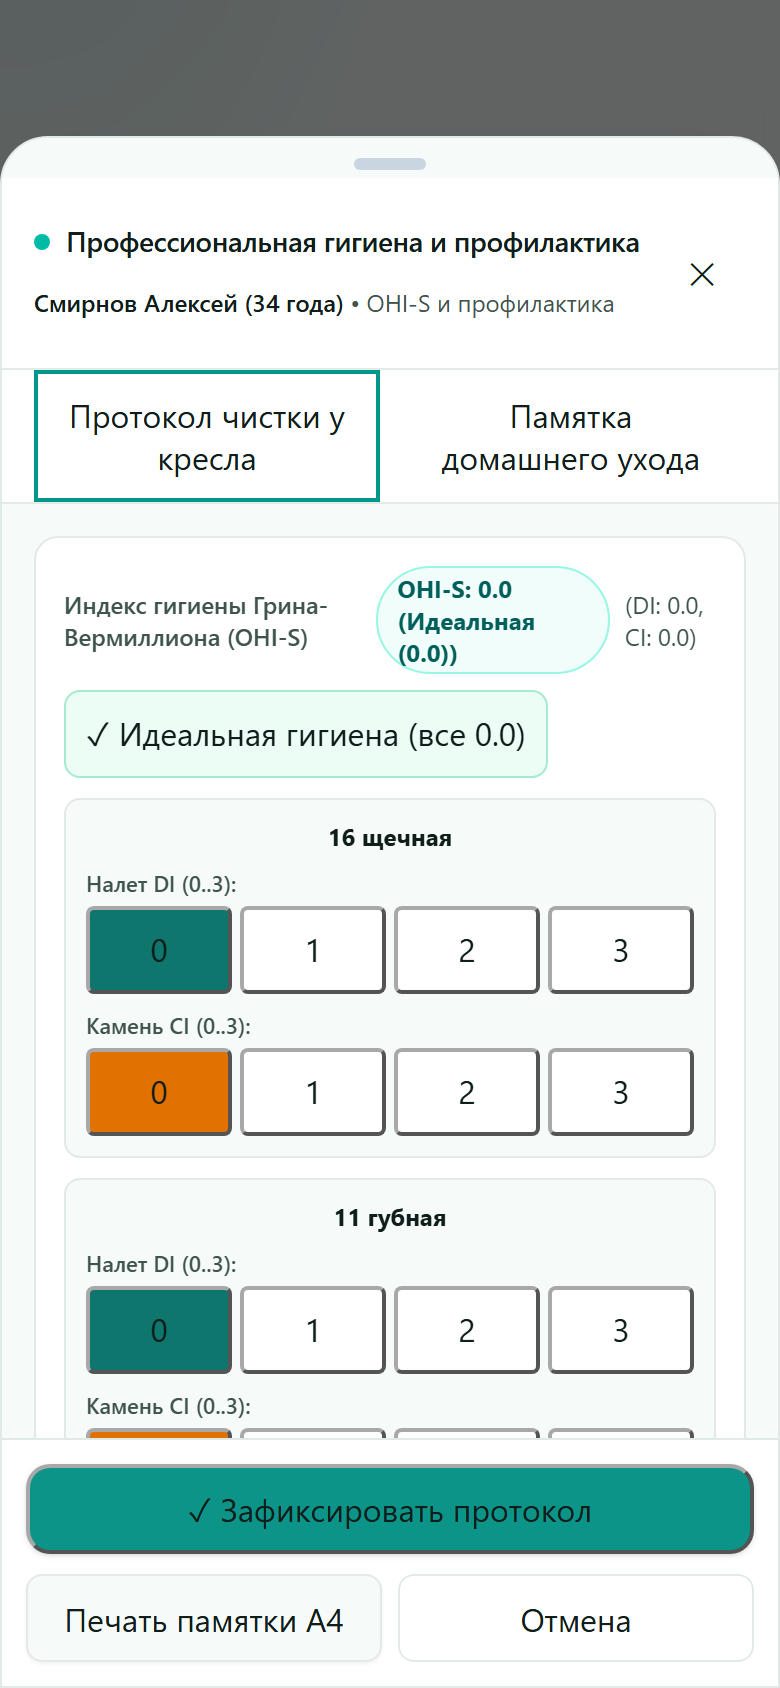 Профессиональная гигиена и профилактика
Смирнов Алексей (34 года) • OHI-S и профилактика
Протокол чистки у
кресла
Памятка
домашнего ухода
Индекс гигиены Грина-
Вермиллиона (OHI-S)
OHI-S: 0.0
(Идеальная
(0.0))
(DI: 0.0,
CI: 0.0)
✓ Идеальная гигиена (все 0.0)
16 щечная
Налет DI (0..3):
0 1 2 3
Камень CI (0..3):
0 1 2 3
11 губная
Налет DI (0..3):
0 1 2 3
Камень CI (0..3):
✓ Зафиксировать протокол
Печать памятки А4
Отмена